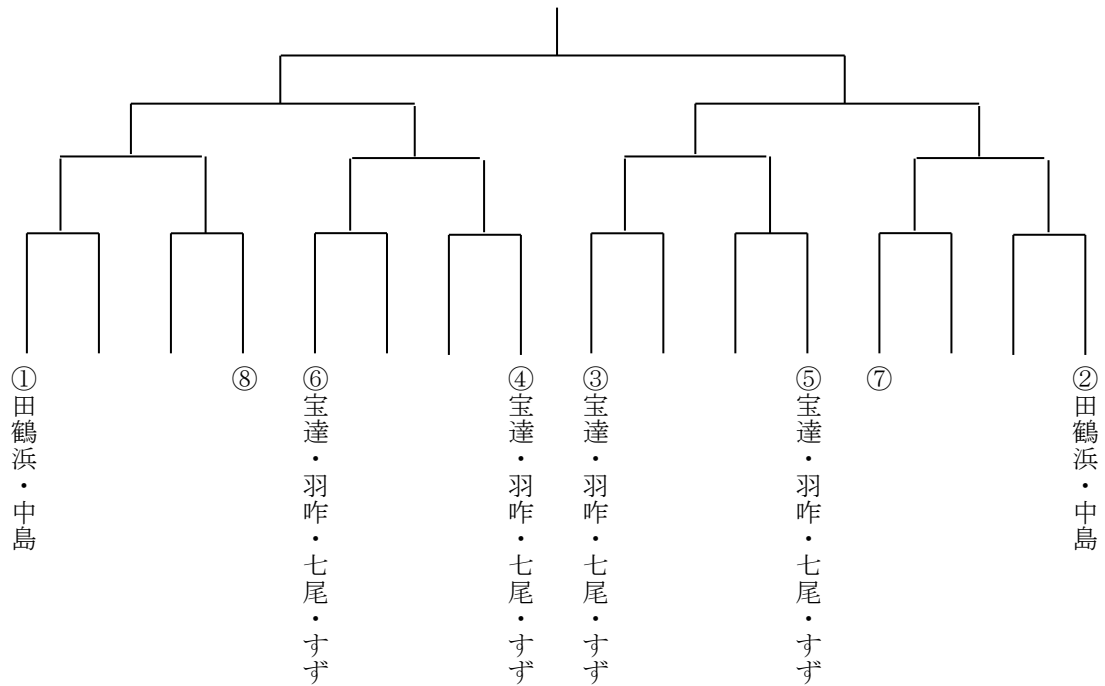 ①田鶴浜・中島
⑧
⑥宝達・羽咋・七尾・すず
④宝達・羽咋・七尾・すず
③宝達・羽咋・七尾・すず
⑤宝達・羽咋・七尾・すず
⑦
②田鶴浜・中島